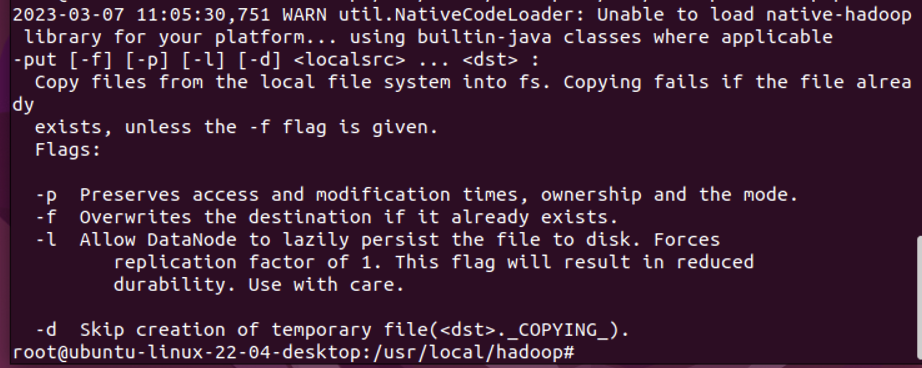 2023-03-07 11:05:30,751 WARN util.NativeCodeLoader: Unable to load native-hadoop
 library for your platform... using builtin-java classes where applicable
-put [-f] [-p] [-l] [-d] <localsrc> ... <dst> :
  Copy files from the local file system into fs. Copying fails if the file alrea
dy
  exists, unless the -f flag is given.
  Flags:

  -p  Preserves access and modification times, ownership and the mode.
  -f  Overwrites the destination if it already exists.
  -l  Allow DataNode to lazily persist the file to disk. Forces
         replication factor of 1. This flag will result in reduced
         durability. Use with care.

  -d  Skip creation of temporary file(<dst>._COPYING_).
root@ubuntu-linux-22-04-desktop:/usr/local/hadoop#